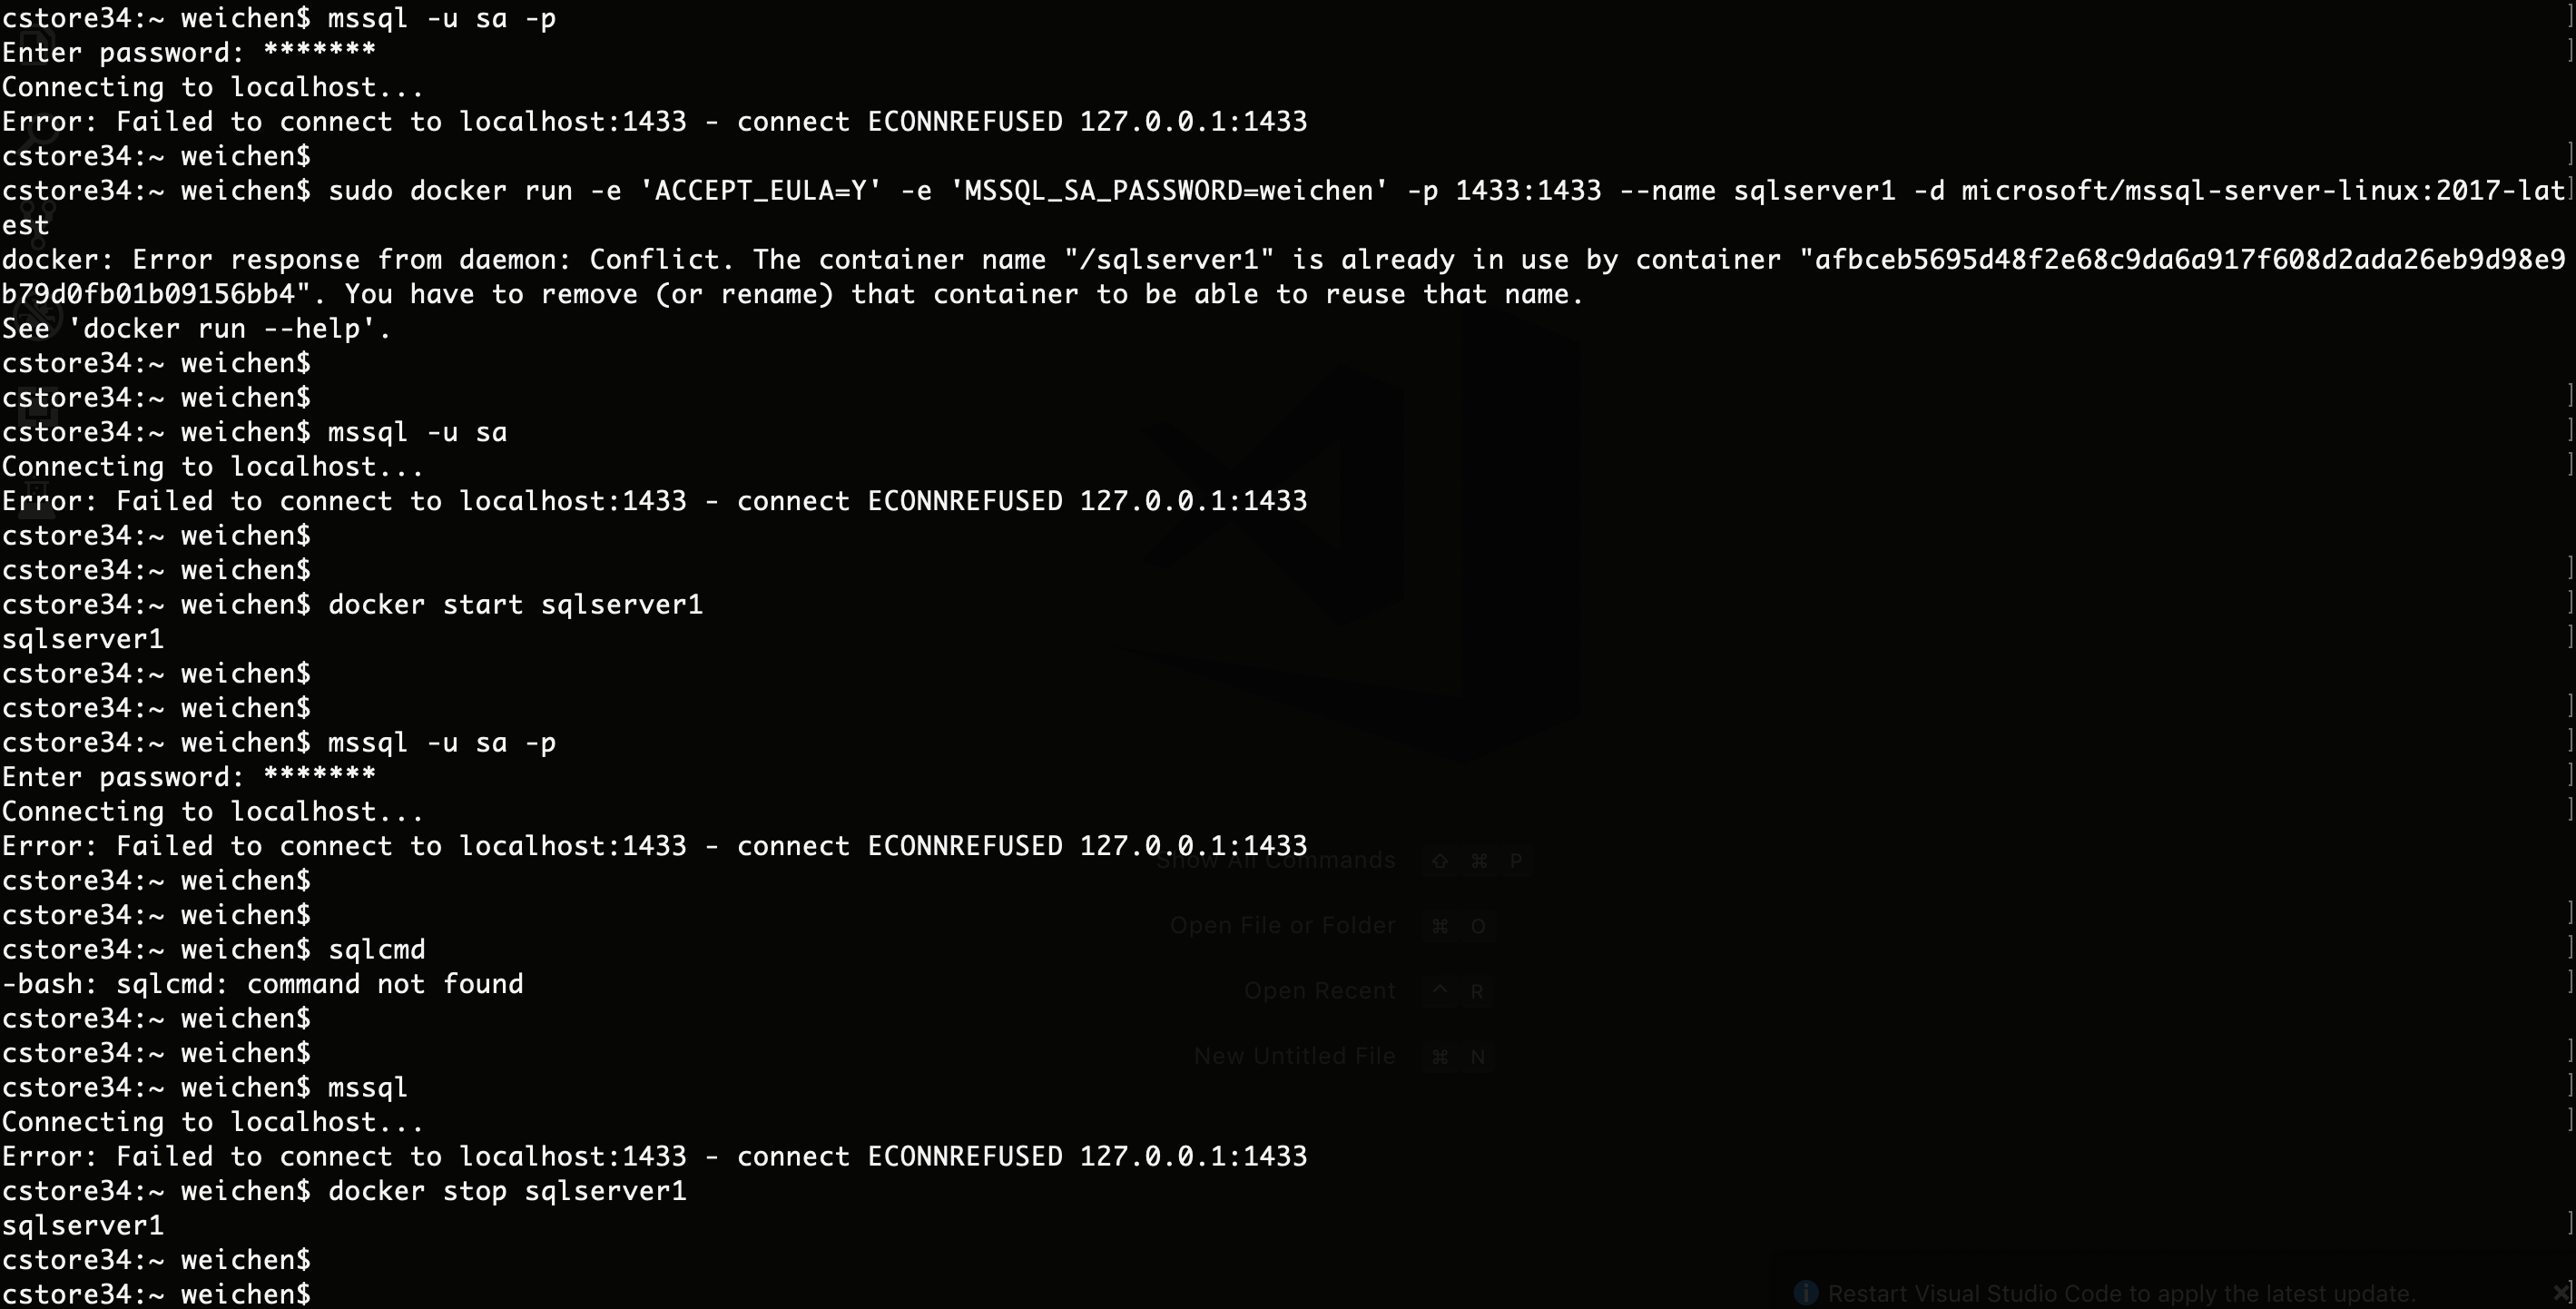 cstore34:~ weichen$ mssql -u sa -p
Enter password: *******
Connecting to localhost...
Error: Failed to connect to localhost:1433 - connect ECONNREFUSED 127.0.0.1:1433
cstore34:~ weichen$
cstore34:~ weichen$ sudo docker run -e 'ACCEPT_EULA=Y' -e 'MSSQL_SA_PASSWORD=weichen' -p 1433:1433 --name sqlserver1 -d microsoft/mssql-server-linux:2017-lat
est
docker: Error response from daemon: Conflict. The container name "/sqlserver1" is already in use by container "afbceb5695d48f2e68c9da6a917f608d2ada26eb9d98e9
b79d0fb01b09156bb4". You have to remove (or rename) that container to be able to reuse that name.
See 'docker run --help'.
cstore34:~ weichen$
cstore34:~ weichen$
cstore34:~ weichen$ mssql -u sa
Connecting to localhost...
Error: Failed to connect to localhost:1433 - connect ECONNREFUSED 127.0.0.1:1433
cstore34:~ weichen$
cstore34:~ weichen$
cstore34:~ weichen$ docker start sqlserver1
sqlserver1
cstore34:~ weichen$
cstore34:~ weichen$
cstore34:~ weichen$ mssql -u sa -p
Enter password: *******
Connecting to localhost...
Error: Failed to connect to localhost:1433 - connect ECONNREFUSED 127.0.0.1:1433
Show All Commands ⇧ ⌘ P
cstore34:~ weichen$
cstore34:~ weichen$
Open File or Folder ⌘ O
cstore34:~ weichen$ sqlcmd
-bash: sqlcmd: command not found
Open Recent ^ R
cstore34:~ weichen$
cstore34:~ weichen$
New Untitled File ⌘ N
cstore34:~ weichen$ mssql
Connecting to localhost...
Error: Failed to connect to localhost:1433 - connect ECONNREFUSED 127.0.0.1:1433
cstore34:~ weichen$ docker stop sqlserver1
sqlserver1
cstore34:~ weichen$
cstore34:~ weichen$
Restart Visual Studio Code to apply the latest update.